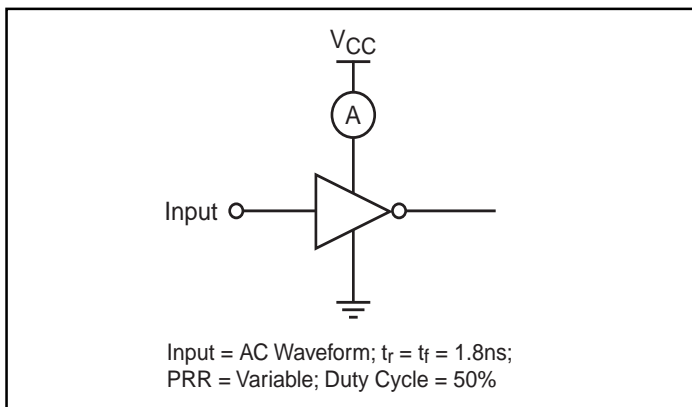 VCC
A
Input
Input = AC Waveform; tr = tf = 1.8ns;
PRR = Variable; Duty Cycle = 50%